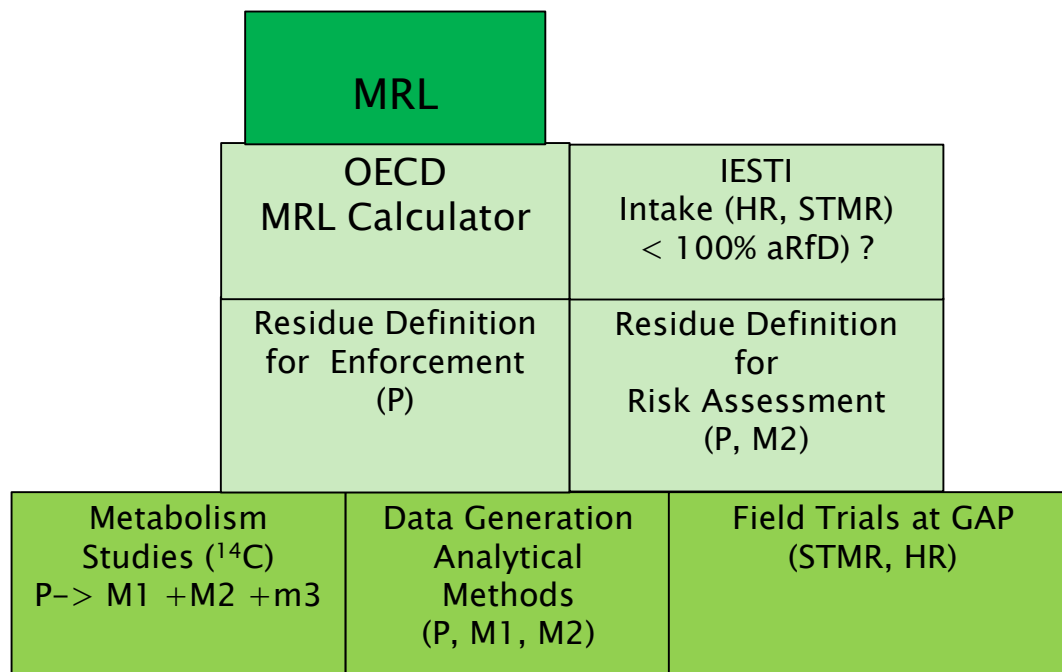 MRL
OECD
MRL Calculator
IESTI
Intake (HR, STMR)
< 100% aRfD) ?
Residue Definition
for Enforcement
(P)
Residue Definition
for
Risk Assessment
(P, M2)
Metabolism
Studies (¹⁴C)
P-> M1 +M2 +m3
Data Generation
Analytical
Methods
(P, M1, M2)
Field Trials at GAP
(STMR, HR)